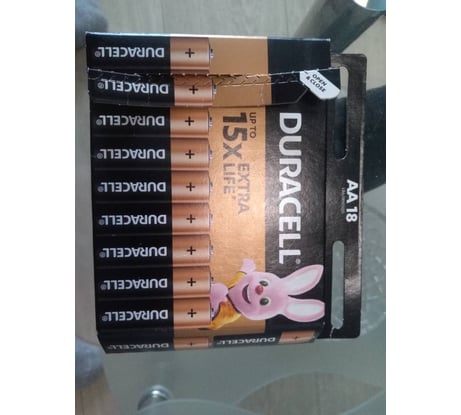 AA 18
OPEN
& CLOSE
DURACELL®
UP TO
15X EXTRA
LIFE*
+ DURACELL®
+ DURACELL®
+ DURACELL®
+ DURACELL®
+ DURACELL®
+ DURACELL®
+ DURACELL®
+ DURACELL®
+ DURACELL®
DURACELL +